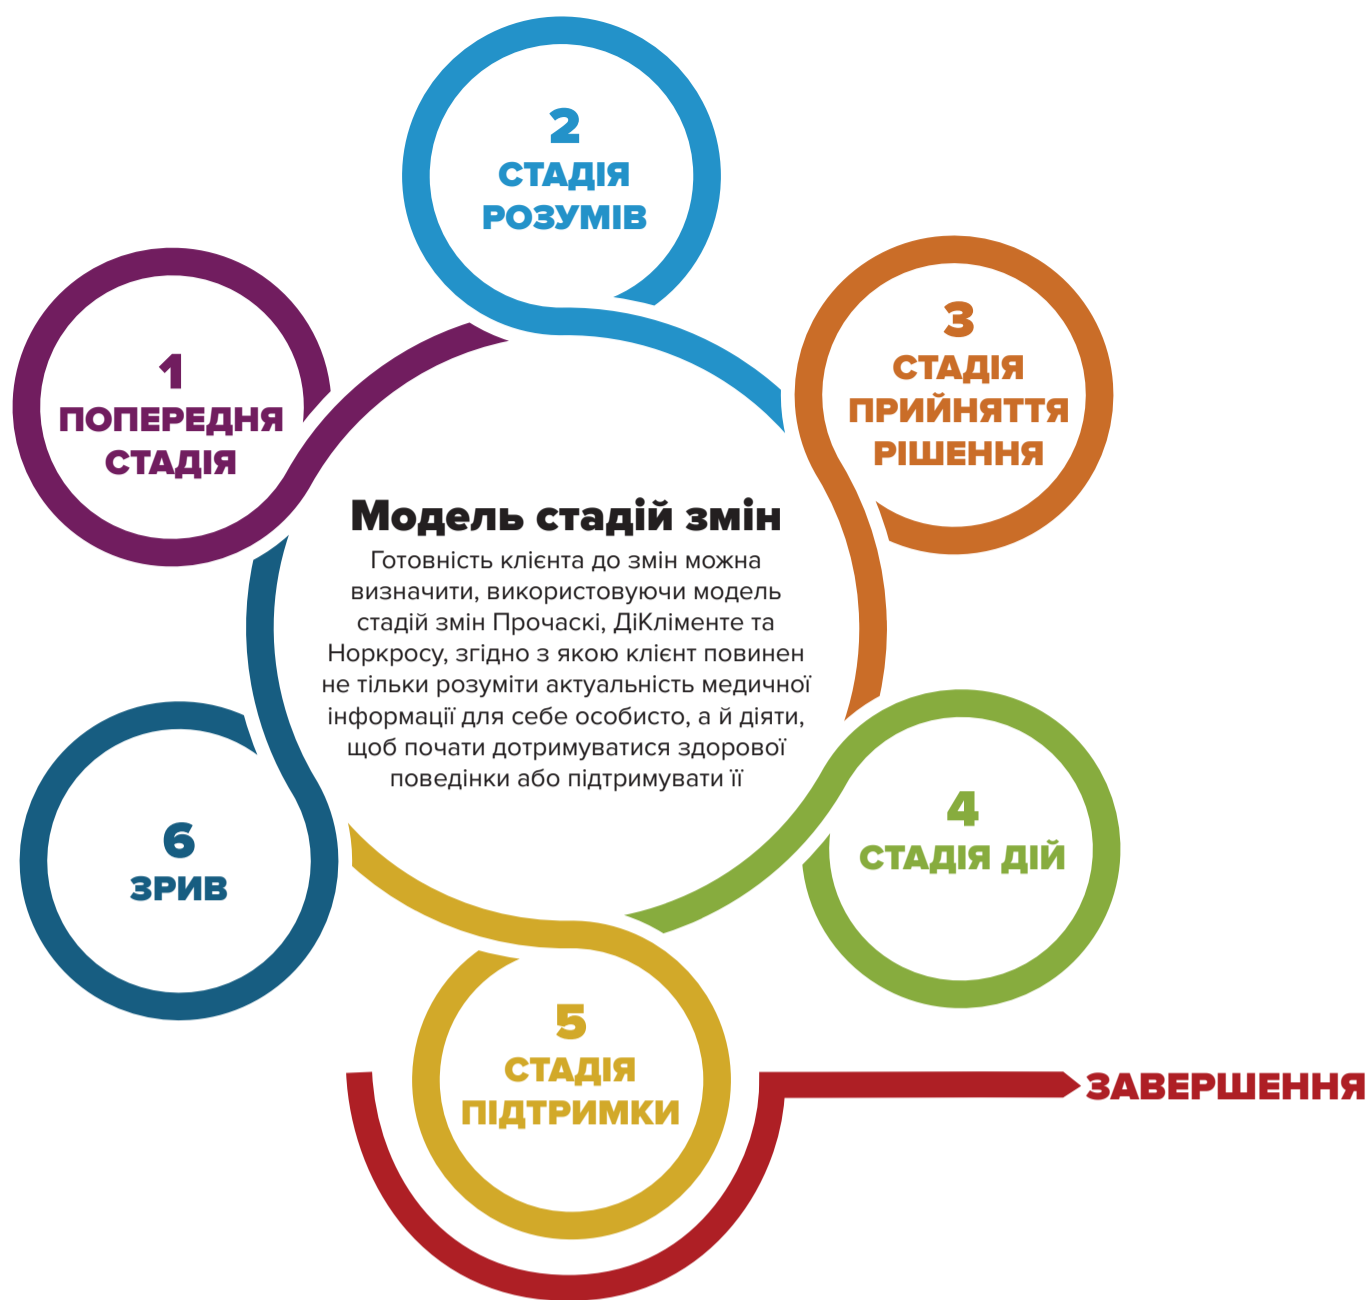 2
СТАДІЯ
РОЗУМІВ
1
ПОПЕРЕДНЯ
СТАДІЯ
3
СТАДІЯ
ПРИЙНЯТТЯ
РІШЕННЯ
Модель стадій змін
Готовність клієнта до змін можна
визначити, використовуючи модель
стадій змін Прочаскі, ДіКліменте та
Норкросу, згідно з якою клієнт повинен
не тільки розуміти актуальність медичної
інформації для себе особисто, а й діяти,
щоб почати дотримуватися здорової
поведінки або підтримувати її
4
СТАДІЯ ДІЙ
6
ЗРИВ
5
СТАДІЯ
ПІДТРИМКИ
ЗАВЕРШЕННЯ